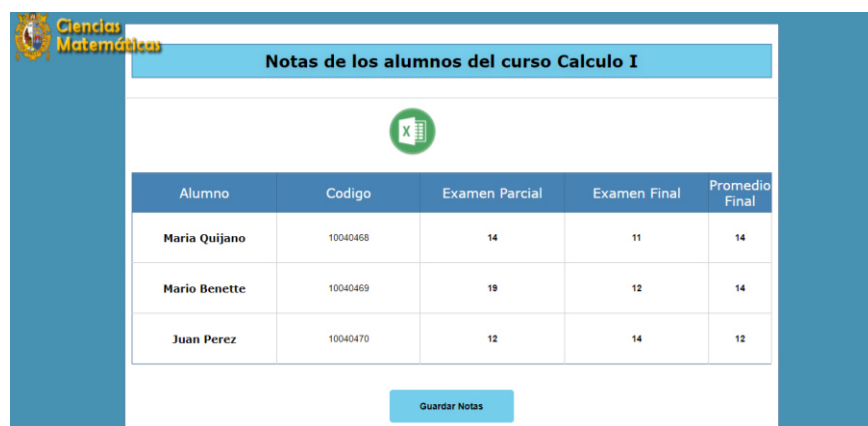 Ciencias
Matemáticas
Notas de los alumnos del curso Calculo I
X
Alumno Codigo Examen Parcial Examen Final Promedio Final
Maria Quijano 10040468 14 11 14
Mario Benette 10040469 19 12 14
Juan Perez 10040470 12 14 12
Guardar Notas